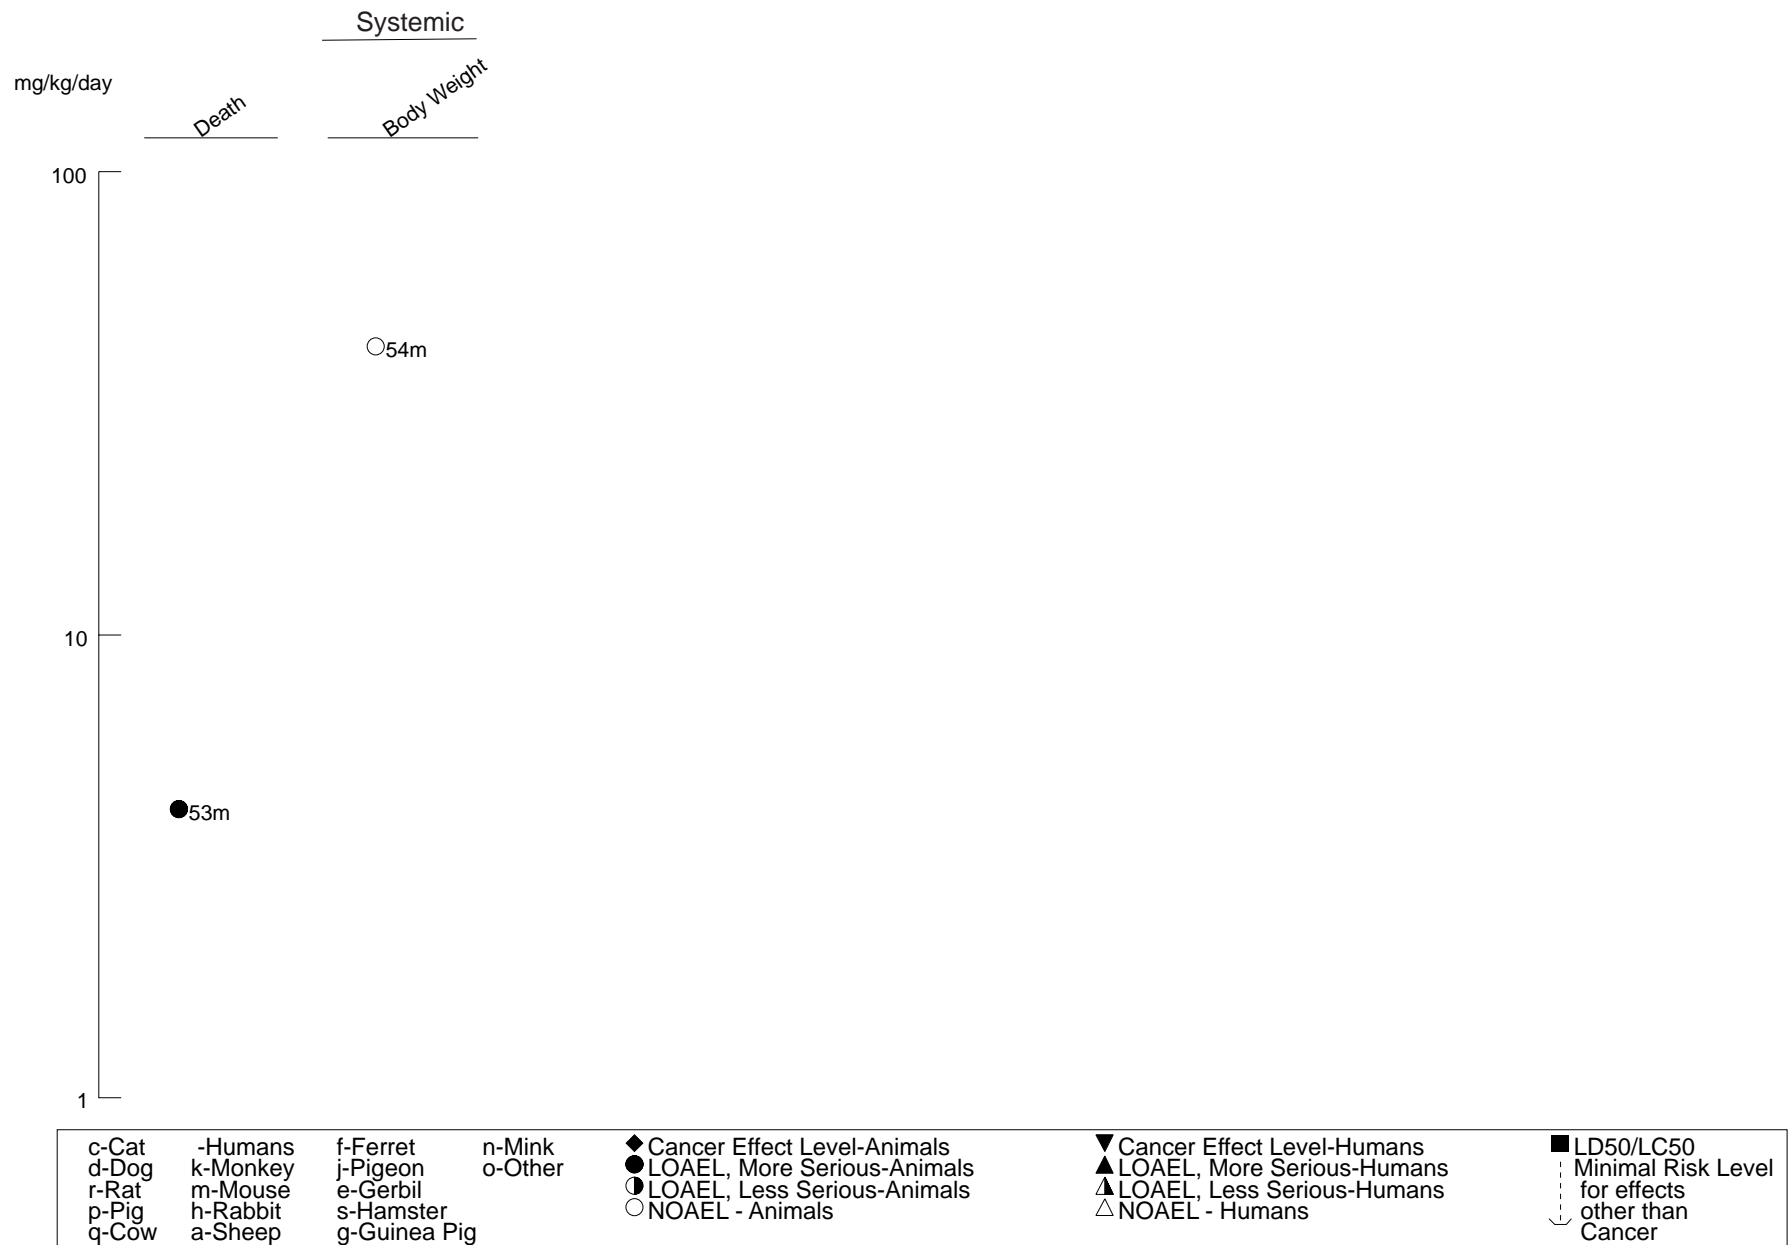 Systemic
mg/kg/day
Death
Body Weight
100
54m
10
53m
1
c-Cat -Humans f-Ferret n-Mink Cancer Effect Level-Animals Cancer Effect Level-Humans LD50/LC50
d-Dog k-Monkey j-Pigeon o-Other LOAEL, More Serious-Animals LOAEL, More Serious-Humans Minimal Risk Level
r-Rat m-Mouse e-Gerbil LOAEL, Less Serious-Animals LOAEL, Less Serious-Humans for effects
p-Pig h-Rabbit s-Hamster NOAEL - Animals NOAEL - Humans other than
q-Cow a-Sheep g-Guinea Pig Cancer